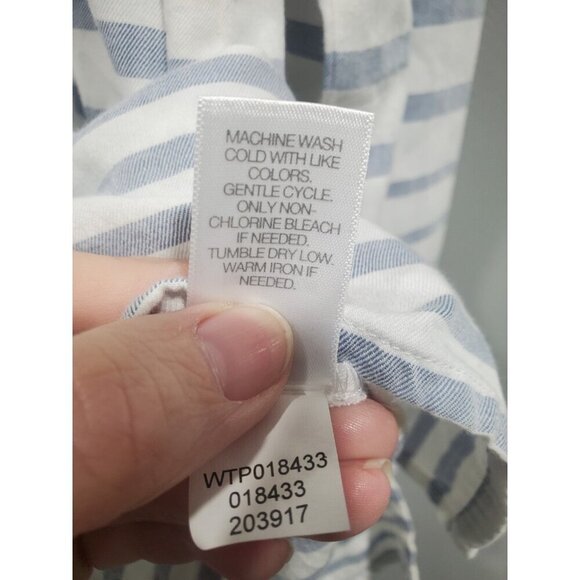 MACHINE WASH
COLD WITH LIKE
COLORS.
GENTLE CYCLE.
ONLY NON-
CHLORINE BLEACH
IF NEEDED.
TUMBLE DRY LOW.
WARM IRON IF
NEEDED.
WTP018433
018433
203917